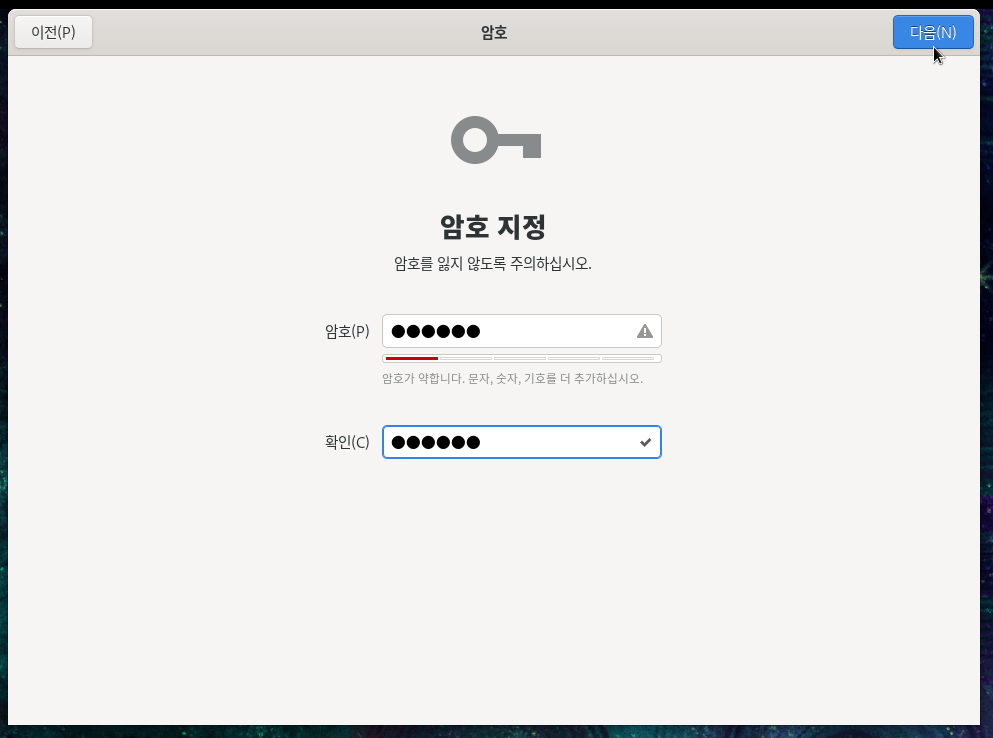 이전(P)
암호
다음(N)
암호 지정
암호를 잃지 않도록 주의하십시오.
암호(P)
●●●●●●
암호가 약합니다. 문자, 숫자, 기호를 더 추가하십시오.
확인(C)
●●●●●●